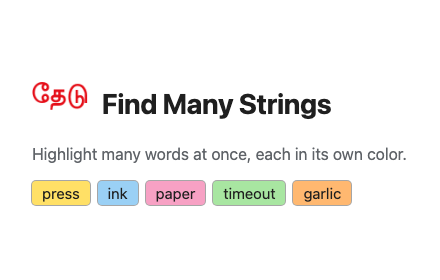 தேடு Find Many Strings
Highlight many words at once, each in its own color.
press ink paper timeout garlic